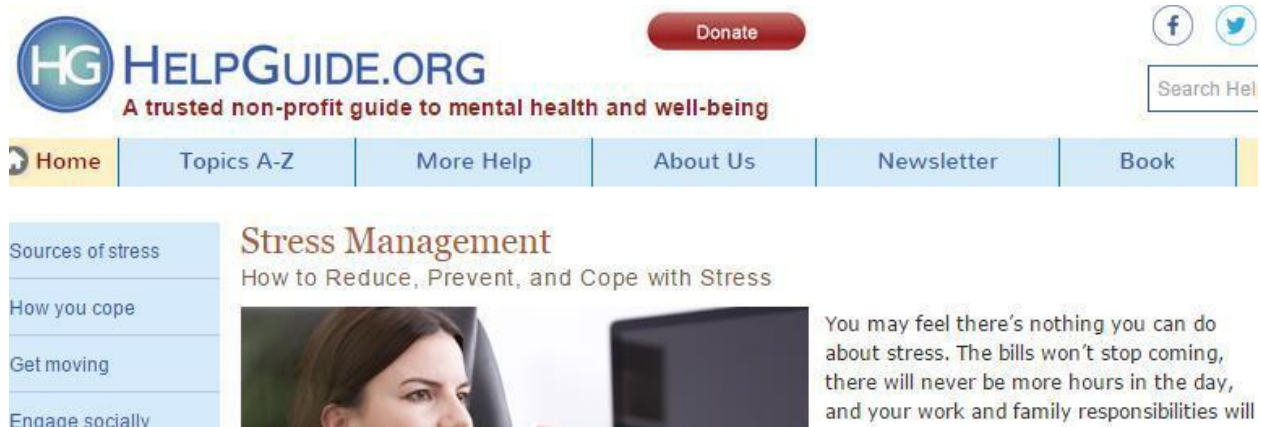 HG HELPGUIDE.ORG
A trusted non-profit guide to mental health and well-being
Donate
Search Hel
Home Topics A-Z More Help About Us Newsletter Book
Sources of stress
How you cope
Get moving
Engage socially
Stress Management
How to Reduce, Prevent, and Cope with Stress
You may feel there's nothing you can do
about stress. The bills won't stop coming,
there will never be more hours in the day,
and your work and family responsibilities will